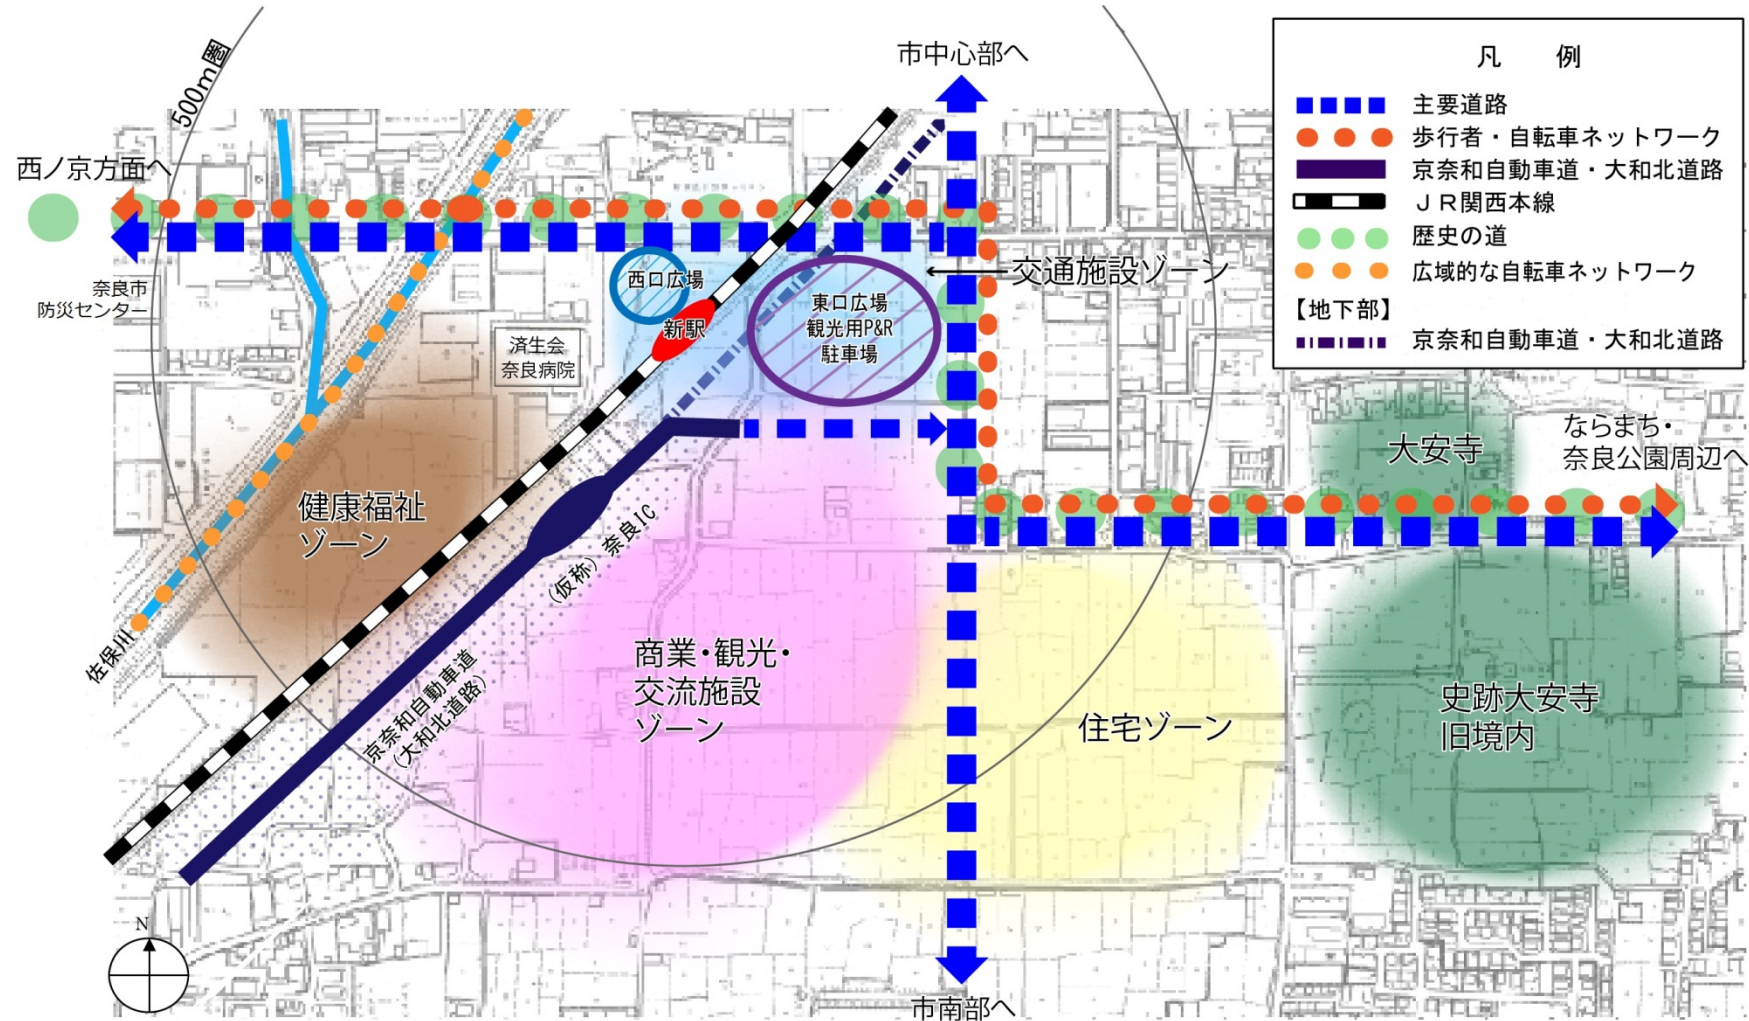 500m圏
市中心部へ
凡 例
主要道路
歩行者・自転車ネットワーク
京奈和自動車道・大和北道路
ＪＲ関西本線
歴史の道
広域的な自転車ネットワーク
【地下部】
京奈和自動車道・大和北道路
西ノ京方面へ
奈良市
防災センター
西口広場
新駅
東口広場
観光用P&R
駐車場
交通施設ゾーン
済生会
奈良病院
大安寺
ならまち・
奈良公園周辺へ
健康福祉
ゾーン
(仮称) 奈良IC
佐保川
京奈和自動車道
(大和北道路)
商業・観光・
交流施設
ゾーン
住宅ゾーン
史跡大安寺
旧境内
N
市南部へ